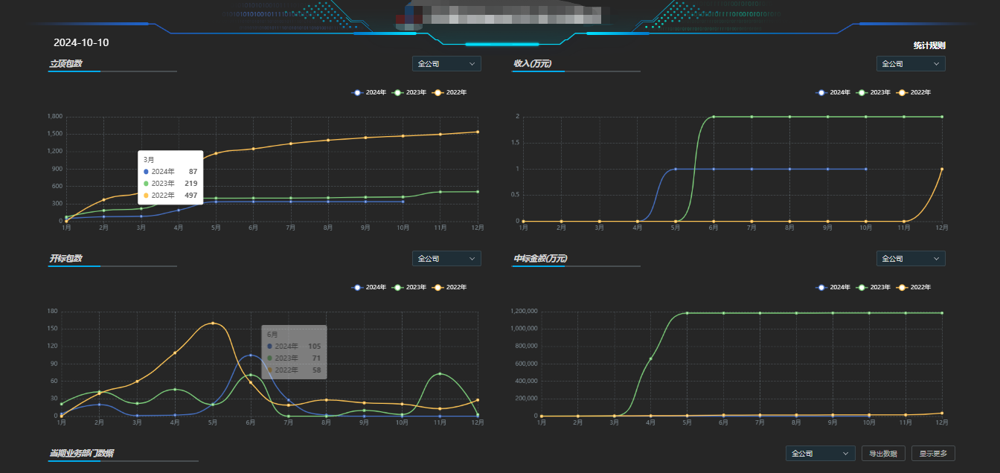 2024-10-10
统计规则
立项包数
全公司
收入(万元)
全公司
2024年 2023年 2022年
2024年 2023年 2022年
1,800
1,500
1,200
900
600
300
0
3月
2024年 87
2023年 219
2022年 497
1月 2月 3月 4月 5月 6月 7月 8月 9月 10月 11月 12月
2
1.5
1
0.5
0
1月 2月 3月 4月 5月 6月 7月 8月 9月 10月 11月 12月
开标包数
全公司
中标金额(万元)
全公司
2024年 2023年 2022年
2024年 2023年 2022年
180
150
120
90
60
30
0
6月
2024年 105
2023年 71
2022年 58
1月 2月 3月 4月 5月 6月 7月 8月 9月 10月 11月 12月
1,200,000
1,000,000
800,000
600,000
400,000
200,000
0
1月 2月 3月 4月 5月 6月 7月 8月 9月 10月 11月 12月
当期业务部门数据
全公司
导出数据
显示更多